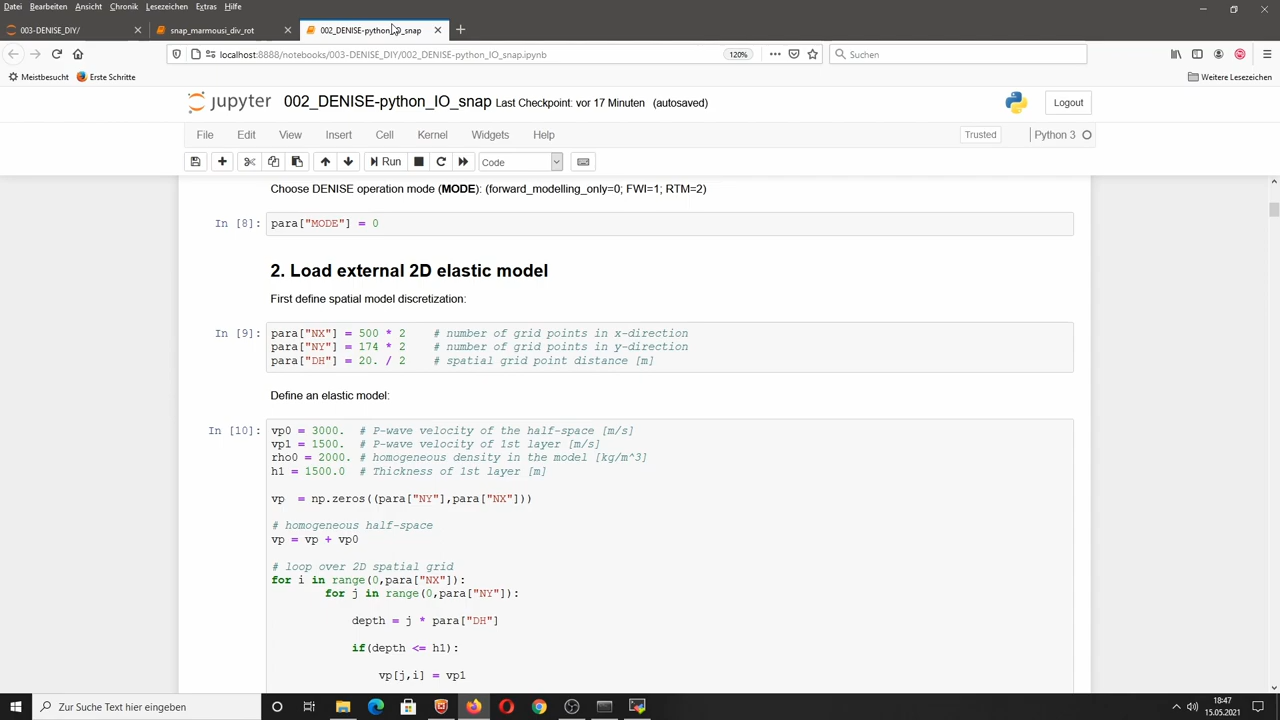 Datei Bearbeiten Ansicht Chronik Lesezeichen Extras Hilfe
003-DENISE_DIY/
snap_marmousi_div_rot
002_DENISE-python_IO_snap
localhost:8888/notebooks/003-DENISE_DIY/002_DENISE-python_IO_snap.ipynb
120%
Suchen
Meistbesucht Erste Schritte
Weitere Lesezeichen
jupyter 002_DENISE-python_IO_snap Last Checkpoint: vor 17 Minuten (autosaved)
Logout
File Edit View Insert Cell Kernel Widgets Help
Trusted
Python 3
Run
Code
Choose DENISE operation mode (MODE): (forward_modelling_only=0; FWI=1; RTM=2)
In [8]: para["MODE"] = 0
2. Load external 2D elastic model
First define spatial model discretization:
In [9]: para["NX"] = 500 * 2 # number of grid points in x-direction
para["NY"] = 174 * 2 # number of grid points in y-direction
para["DH"] = 20. / 2 # spatial grid point distance [m]
Define an elastic model:
In [10]: vp0 = 3000. # P-wave velocity of the half-space [m/s]
vp1 = 1500. # P-wave velocity of 1st layer [m/s]
rho0 = 2000. # homogeneous density in the model [kg/m^3]
h1 = 1500.0 # Thickness of 1st layer [m]
vp = np.zeros((para["NY"],para["NX"]))
# homogeneous half-space
vp = vp + vp0
# loop over 2D spatial grid
for i in range(0,para["NX"]):
for j in range(0,para["NY"]):
depth = j * para["DH"]
if(depth <= h1):
vp[j,i] = vp1
Zur Suche Text hier eingeben
18:47
15.05.2021